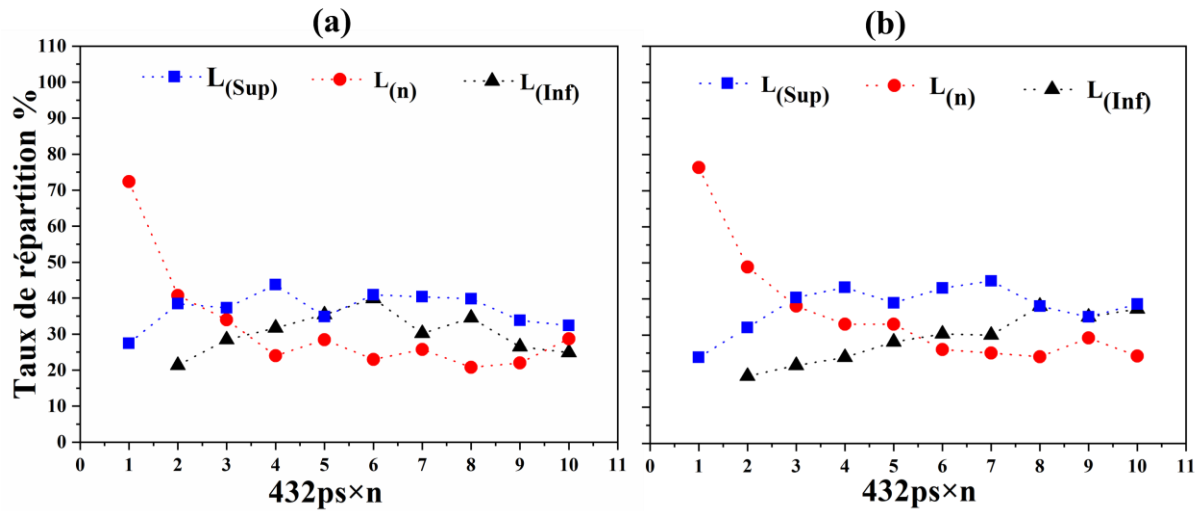 (a)
Taux de répartition %
110
100
90
80
70
60
50
40
30
20
10
0
L(Sup) L(n) L(Inf)
0 1 2 3 4 5 6 7 8 9 10 11
432ps×n
(b)
L(Sup) L(n) L(Inf)
0 1 2 3 4 5 6 7 8 9 10 11
432ps×n